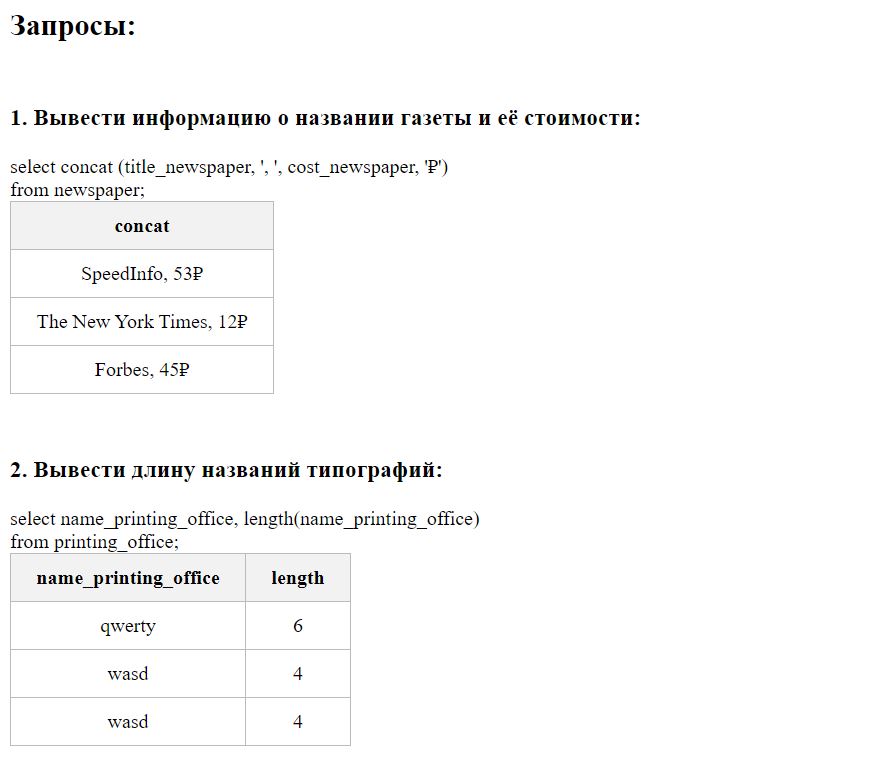 Запросы:
1. Вывести информацию о названии газеты и её стоимости:
select concat (title_newspaper, ', ', cost_newspaper, '₽')
from newspaper;
concat
SpeedInfo, 53₽
The New York Times, 12₽
Forbes, 45₽
2. Вывести длину названий типографий:
select name_printing_office, length(name_printing_office)
from printing_office;
name_printing_office length
qwerty 6
wasd 4
wasd 4